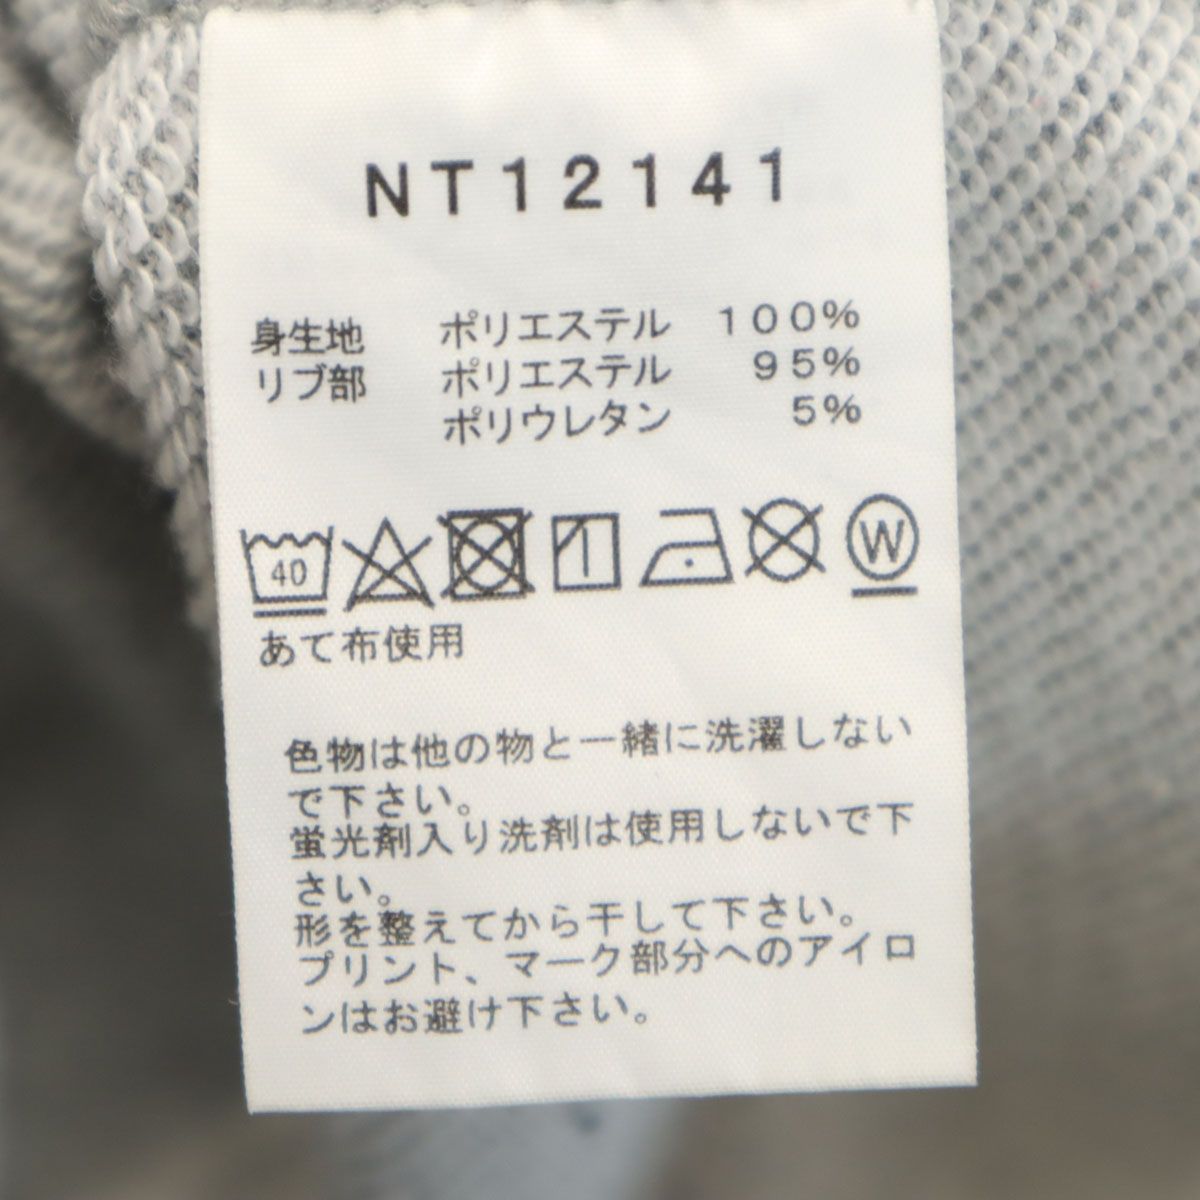 NT12141
身生地 ポリエステル 100%
リブ部 ポリエステル 95%
ポリウレタン 5%
40 W
あて布使用
色物は他の物と一緒に洗濯しない
で下さい。
蛍光剤入り洗剤は使用しないで下
さい。
形を整えてから干して下さい。
プリント、マーク部分へのアイロ
ンはお避け下さい。